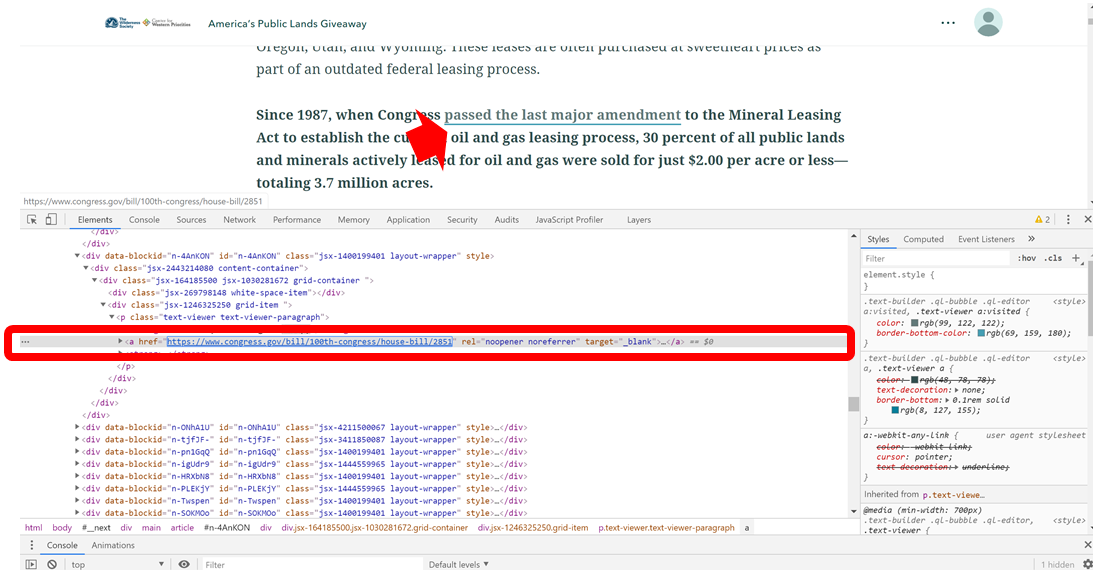 The Wilderness Society Center for Western Priorities America's Public Lands Giveaway ...
Oregon, Utah, and Wyoming. These leases are often purchased at sweetheart prices as
part of an outdated federal leasing process.
Since 1987, when Congress passed the last major amendment to the Mineral Leasing
Act to establish the cu oil and gas leasing process, 30 percent of all public lands
and minerals actively leased for oil and gas were sold for just $2.00 per acre or less—
totaling 3.7 million acres.
https://www.congress.gov/bill/100th-congress/house-bill/2851
Elements Console Sources Network Performance Memory Application Security Audits JavaScript Profiler Layers 2
</div>
</div>
▼<div data-blockid="n-4AnKON" id="n-4AnKON" class="jsx-1400199401 layout-wrapper" style>
▼<div class="jsx-2443214080 content-container">
▼<div class="jsx-164185500 jsx-1030281672 grid-container ">
<div class="jsx-269798148 white-space-item"></div>
▼<div class="jsx-1246325250 grid-item ">
▼<p class="text-viewer text-viewer-paragraph">
... ▶<a href="https://www.congress.gov/bill/100th-congress/house-bill/2851" rel="noopener noreferrer" target="_blank">…</a> == $0
</p>
</div>
</div>
</div>
</div>
▶<div data-blockid="n-ONhA1U" id="n-ONhA1U" class="jsx-4211500067 layout-wrapper" style>…</div>
▶<div data-blockid="n-tjfJF-" id="n-tjfJF-" class="jsx-3411850087 layout-wrapper" style>…</div>
▶<div data-blockid="n-pn1GqQ" id="n-pn1GqQ" class="jsx-1400199401 layout-wrapper" style>…</div>
▶<div data-blockid="n-igUdr9" id="n-igUdr9" class="jsx-1444559965 layout-wrapper" style>…</div>
▶<div data-blockid="n-HRXbN8" id="n-HRXbN8" class="jsx-1400199401 layout-wrapper" style>…</div>
▶<div data-blockid="n-PLEKjY" id="n-PLEKjY" class="jsx-1444559965 layout-wrapper" style>…</div>
▶<div data-blockid="n-Twspen" id="n-Twspen" class="jsx-1400199401 layout-wrapper" style>…</div>
▶<div data-blockid="n-SOKMOo" id="n-SOKMOo" class="jsx-1400199401 layout-wrapper" style>…</div>
html body #__next div main article #n-4AnKON div div.jsx-164185500.jsx-1030281672.grid-container div.jsx-1246325250.grid-item p.text-viewer.text-viewer-paragraph a
Styles Computed Event Listeners »
Filter :hov .cls +
element.style {
}
.text-builder .ql-bubble .ql-editor <style>
a:visited, .text-viewer a:visited {
color: rgb(99, 122, 122);
border-bottom-color: rgb(69, 159, 180);
}
.text-builder .ql-bubble .ql-editor <style>
a, .text-viewer a {
color: rgb(48, 78, 78);
text-decoration: ▶ none;
border-bottom: ▶ 0.1rem solid
rgb(8, 127, 155);
}
a:-webkit-any-link { user agent stylesheet
color: -webkit-link;
cursor: pointer;
text-decoration: ▶ underline;
}
Inherited from p.text-viewe…
@media (min-width: 700px)
.text-builder .ql-bubble .ql-editor, <style>
.text-viewer {
Console Animations
top Filter Default levels ▼ 1 hidden